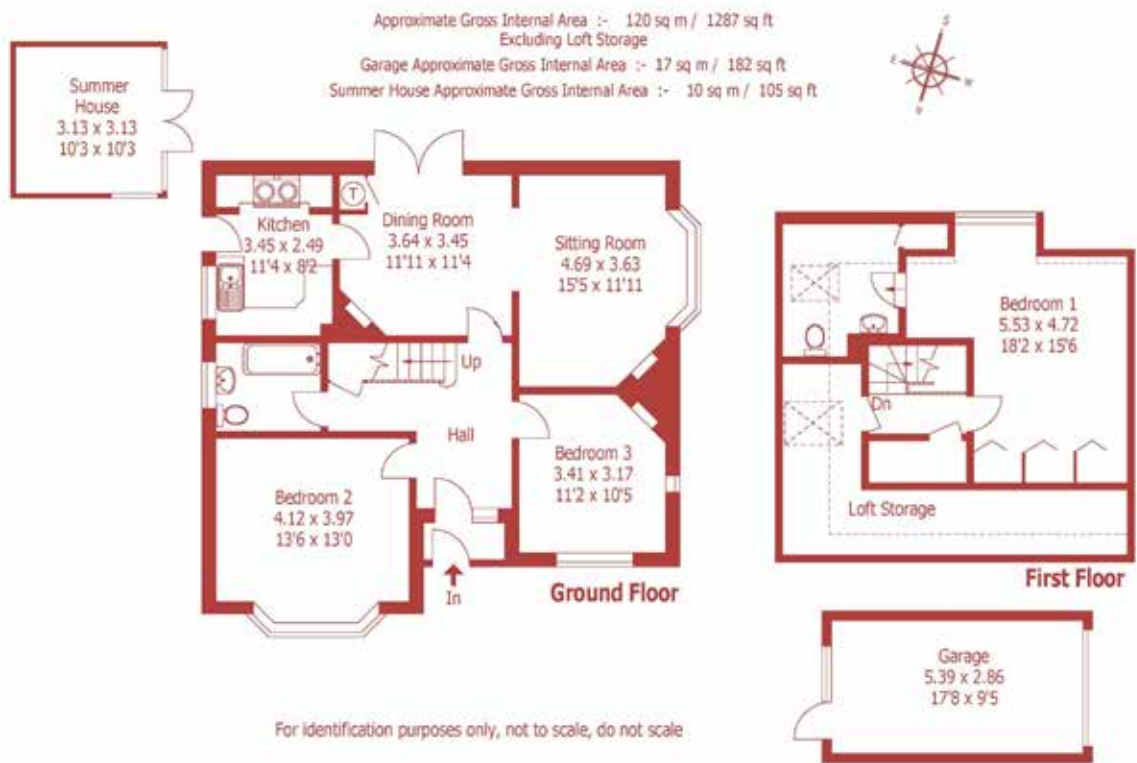 Approximate Gross Internal Area :- 120 sq m / 1287 sq ft
Excluding Loft Storage
Garage Approximate Gross Internal Area :- 17 sq m / 182 sq ft
Summer House Approximate Gross Internal Area :- 10 sq m / 105 sq ft
S
E
W
N
Summer
House
3.13 x 3.13
10'3 x 10'3
T
Kitchen
3.45 x 2.49
11'4 x 8'2
Dining Room
3.64 x 3.45
11'11 x 11'4
Sitting Room
4.69 x 3.63
15'5 x 11'11
Up
Hall
Bedroom 3
3.41 x 3.17
11'2 x 10'5
Bedroom 2
4.12 x 3.97
13'6 x 13'0
In
Ground Floor
Bedroom 1
5.53 x 4.72
18'2 x 15'6
Dn
Loft Storage
First Floor
Garage
5.39 x 2.86
17'8 x 9'5
For identification purposes only, not to scale, do not scale